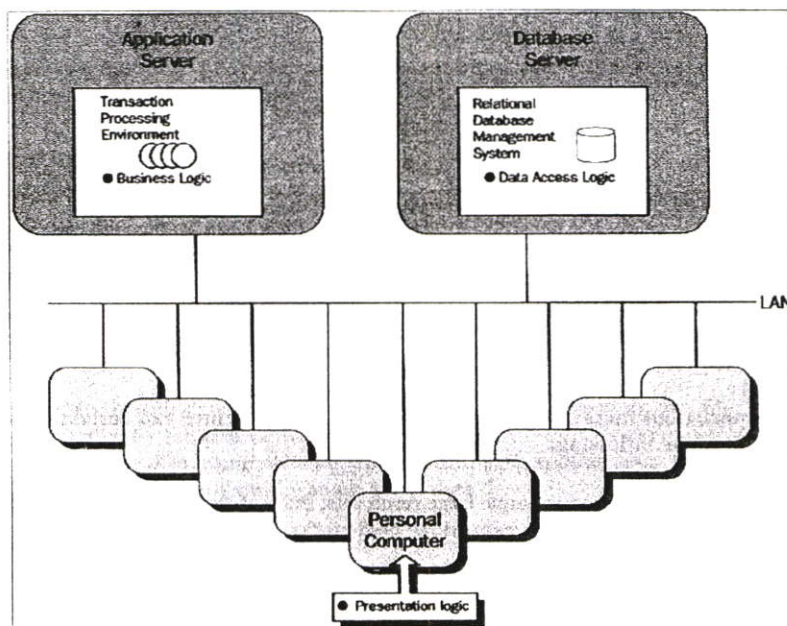 Application
Server
Transaction
Processing
Environment
● Business Logic
Database
Server
Relational
Database
Management
System
● Data Access Logic
LAN
Personal
Computer
● Presentation logic